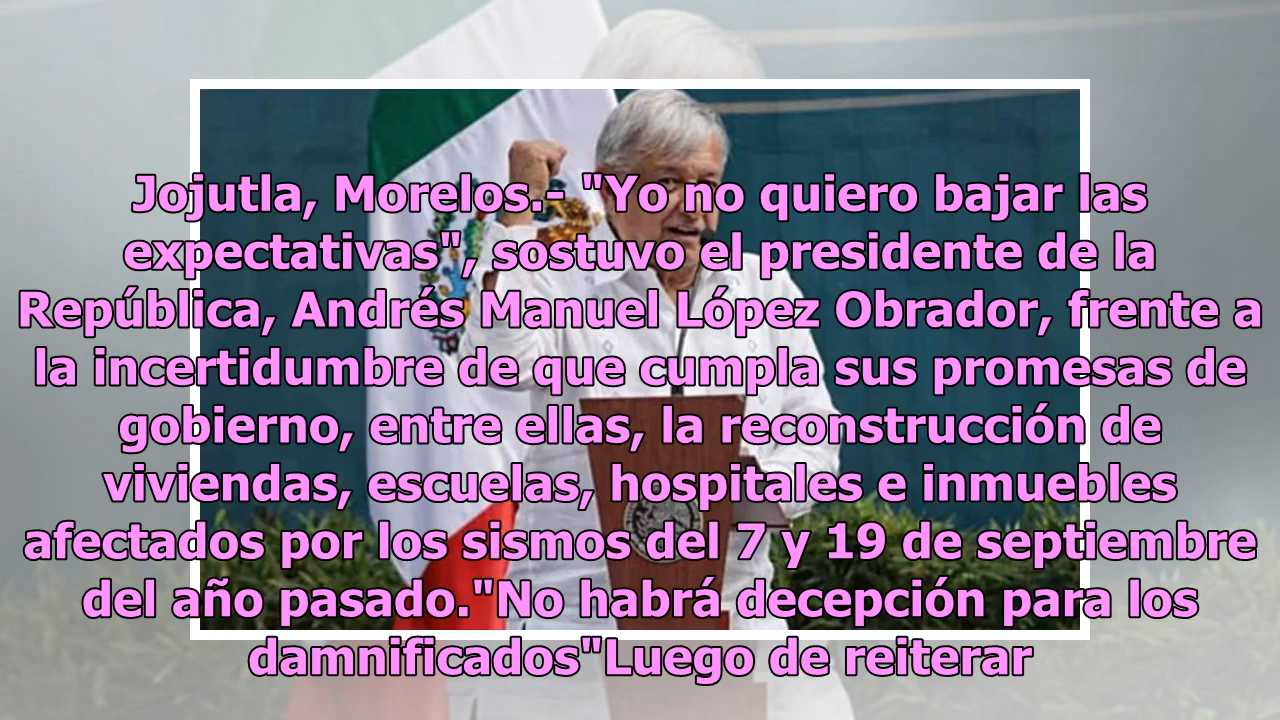 Jojutla, Morelos.- "Yo no quiero bajar las
expectativas", sostuvo el presidente de la
República, Andrés Manuel López Obrador, frente a
la incertidumbre de que cumpla sus promesas de
gobierno, entre ellas, la reconstrucción de
viviendas, escuelas, hospitales e inmuebles
afectados por los sismos del 7 y 19 de septiembre
del año pasado."No habrá decepción para los
damnificados"Luego de reiterar